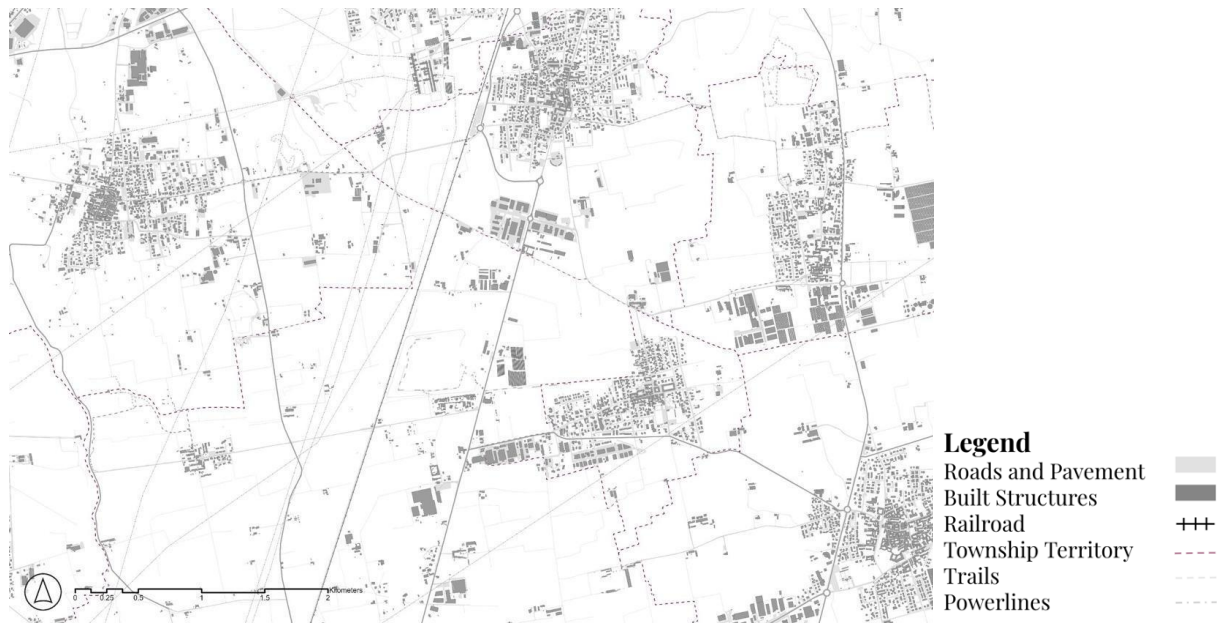 Legend
Roads and Pavement
Built Structures
Railroad
Township Territory
Trails
Powerlines
0 0.25 0.5 1 1.5 2 Kilometers